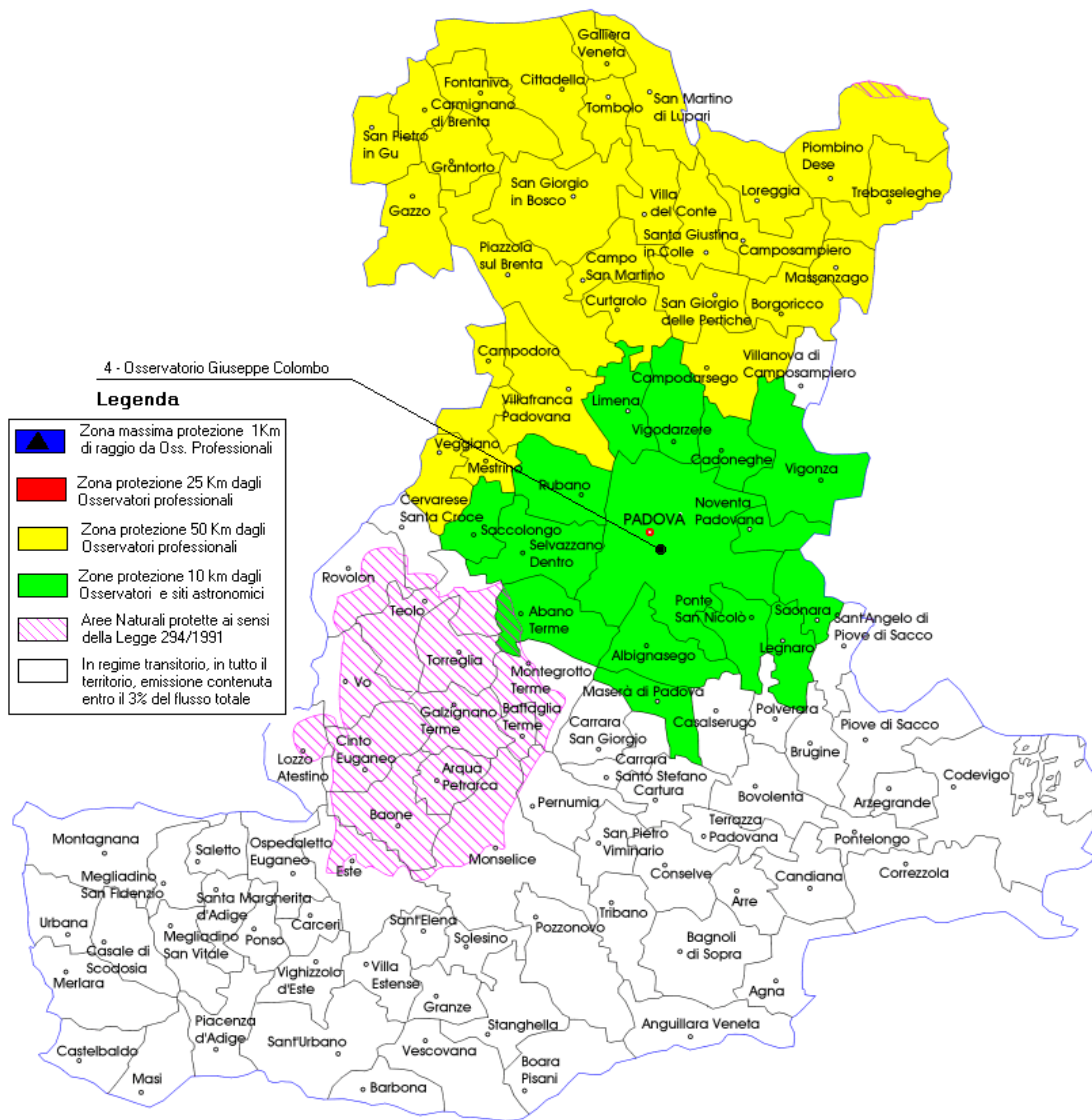 Galliera
Veneta
Fontaniva
Cittadella
Carmignano
di Brenta
Tombolo
San Martino
di Lupari
San Pietro
in Gu
Grantorto
Piombino
Dese
San Giorgio
in Bosco
Villa
del Conte
Loreggia
Trebaseleghe
Gazzo
Santa Giustina
in Colle
Piazzola
sul Brenta
Campo
San Martino
Camposampiero
Massanzago
Curtarolo
San Giorgio
delle Pertiche
Borgoricco
Campodoro
Villanova di
Camposampiero
4 - Osservatorio Giuseppe Colombo
Campodarsego
Legenda
Zona massima protezione 1Km
di raggio da Oss. Professionali
Zona protezione 25 Km dagli
Osservatori professionali
Zona protezione 50 Km dagli
Osservatori professionali
Zone protezione 10 km dagli
Osservatori e siti astronomici
Aree Naturali protette ai sensi
della Legge 294/1991
In regime transitorio, in tutto il
territorio, emissione contenuta
entro il 3% del flusso totale
Villafranca
Padovana
Limena
Vigodarzere
Cadoneghe
Veggiano
Mestrino
Vigonza
Rubano
Cervarese
Santa Croce
Noventa
Padovana
PADOVA
Saccolongo
Selvazzano
Dentro
Rovolon
Teolo
Abano
Terme
Ponte
San Nicolò
Saonara
Sant'Angelo di
Piove di Sacco
Torreglia
Albignasego
Legnaro
Montegrotto
Terme
Vo
Maserà di Padova
Galzignano
Terme
Battaglia
Terme
Casalserugo
Polverara
Carrara
San Giorgio
Piove di Sacco
Brugine
Cinto
Euganeo
Lozzo
Atestino
Arqua
Petrarca
Carrara
Santo Stefano
Codevigo
Cartura
Bovolenta
Arzegrande
Pernumia
Baone
Terrazza
Padovana
Montagnana
Saletto
Ospedaletto
Euganeo
San Pietro
Viminario
Pontelongo
Monselice
Este
Conselve
Candiana
Correzzola
Megliadino
San Fidenzio
Santa Margherita
d'Adige
Arre
Urbana
Carceri
Sant'Elena
Tribano
Megliadino
San Vitale
Ponso
Pozzonovo
Casale di
Scodosia
Solesino
Bagnoli
di Sopra
Merlara
Vighizzolo
d'Este
Villa
Estense
Granze
Agna
Piacenza
d'Adige
Stanghella
Anguillara Veneta
Castelbaldo
Sant'Urbano
Vescovana
Boara
Pisani
Masi
Barbona